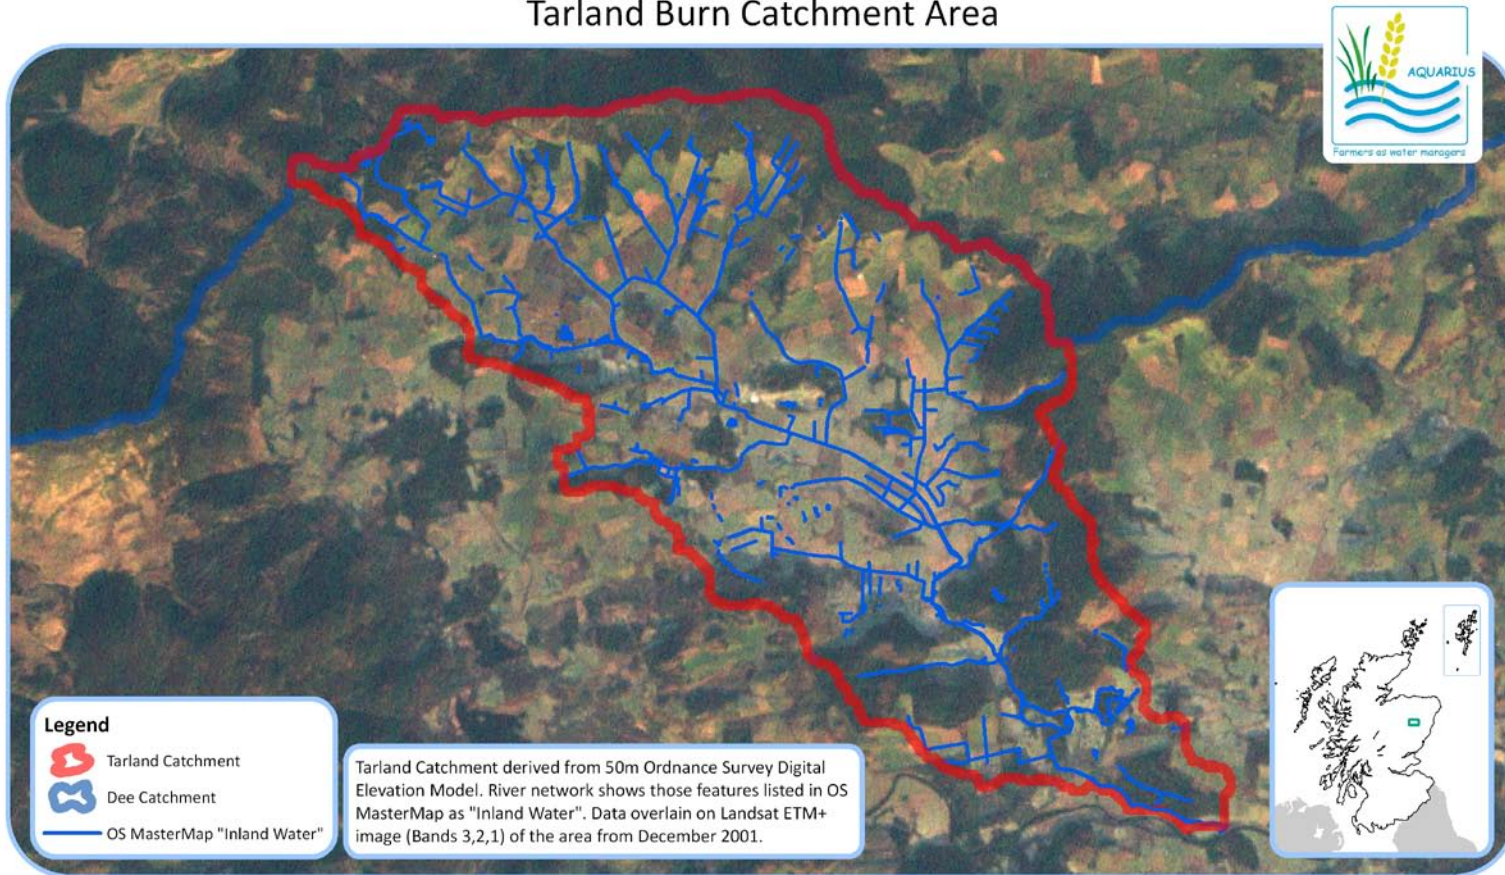 Tarland Burn Catchment Area
AQUARIUS
Farmers as water managers
Legend
Tarland Catchment
Dee Catchment
OS MasterMap "Inland Water"
Tarland Catchment derived from 50m Ordnance Survey Digital
Elevation Model. River network shows those features listed in OS
MasterMap as "Inland Water". Data overlain on Landsat ETM+
image (Bands 3,2,1) of the area from December 2001.